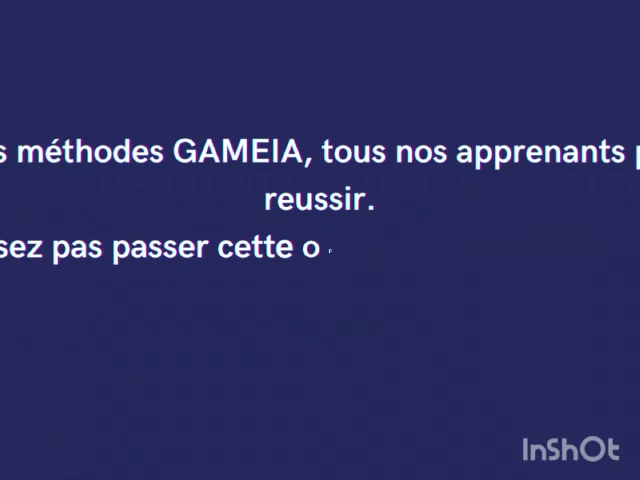 s méthodes GAMEIA, tous nos apprenants
reussir.
sez pas passer cette o
InShOt